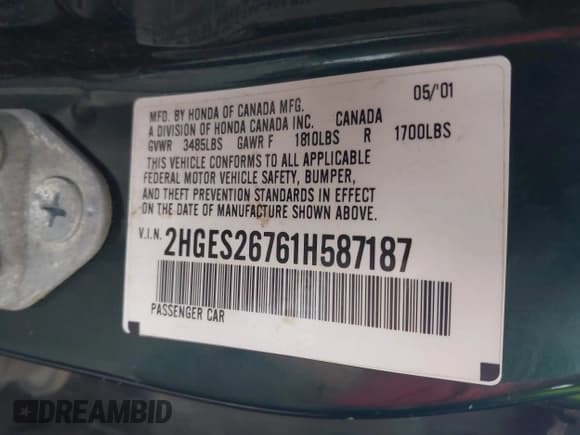 MFD. BY HONDA OF CANADA MFG. 05/'01
A DIVISION OF HONDA CANADA INC. CANADA
GVWR 3485LBS GAWR F 1810LBS R 1700LBS
THIS VEHICLE CONFORMS TO ALL APPLICABLE
FEDERAL MOTOR VEHICLE SAFETY, BUMPER,
AND THEFT PREVENTION STANDARDS IN EFFECT
ON THE DATE OF MANUFACTURE SHOWN ABOVE.
V.I.N. 2HGES26761H587187
PASSENGER CAR
DREAMBID